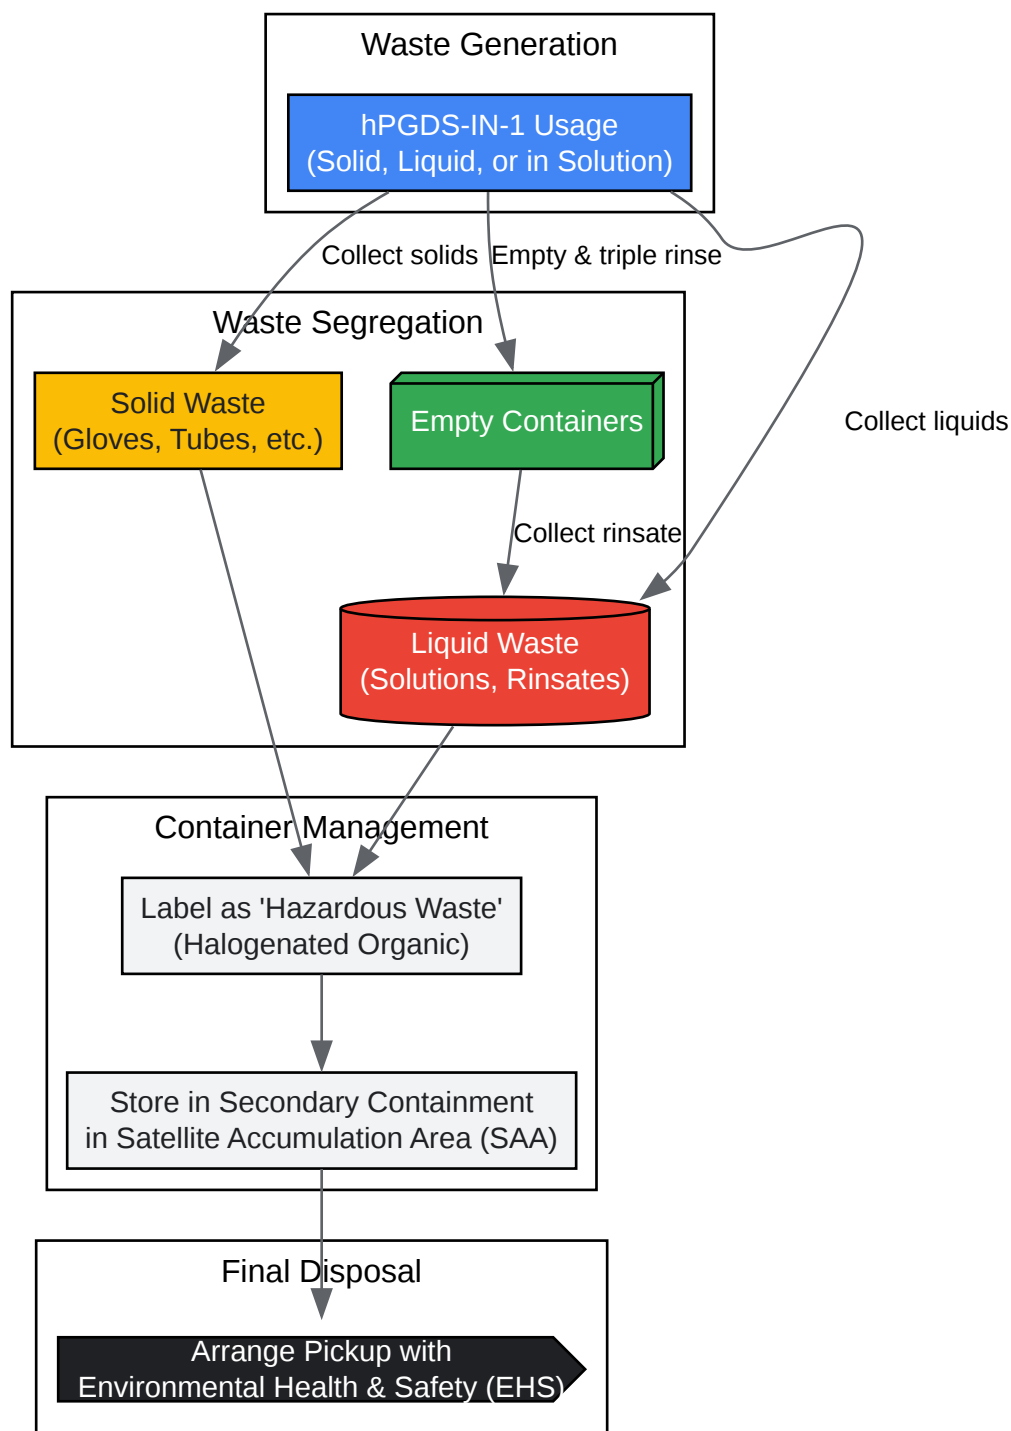 Waste Generation
hPGDS-IN-1 Usage
(Solid, Liquid, or in Solution)
Collect solids
Empty & triple rinse
Waste Segregation
Solid Waste
(Gloves, Tubes, etc.)
Empty Containers
Collect liquids
Collect rinsate
Liquid Waste
(Solutions, Rinsates)
Container Management
Label as 'Hazardous Waste'
(Halogenated Organic)
Store in Secondary Containment
in Satellite Accumulation Area (SAA)
Final Disposal
Arrange Pickup with
Environmental Health & Safety (EHS)